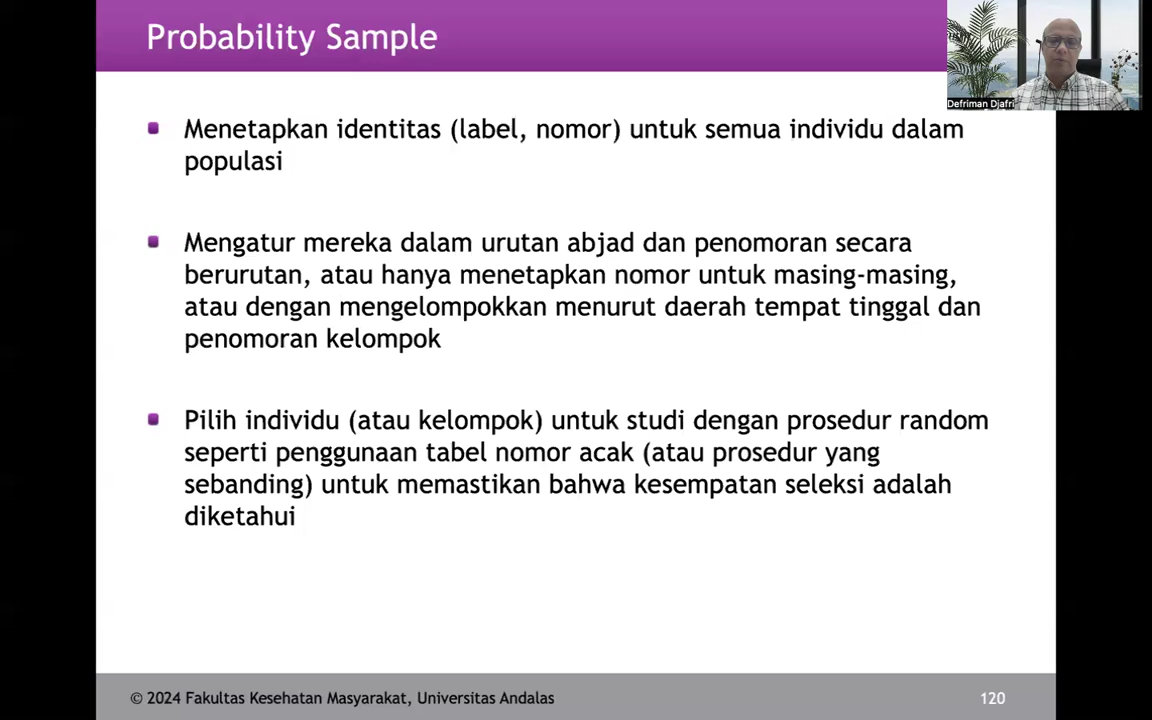 Probability Sample
Defriman Djafri
Menetapkan identitas (label, nomor) untuk semua individu dalam
populasi
Mengatur mereka dalam urutan abjad dan penomoran secara
berurutan, atau hanya menetapkan nomor untuk masing-masing,
atau dengan mengelompokkan menurut daerah tempat tinggal dan
penomoran kelompok
Pilih individu (atau kelompok) untuk studi dengan prosedur random
seperti penggunaan tabel nomor acak (atau prosedur yang
sebanding) untuk memastikan bahwa kesempatan seleksi adalah
diketahui
© 2024 Fakultas Kesehatan Masyarakat, Universitas Andalas
120